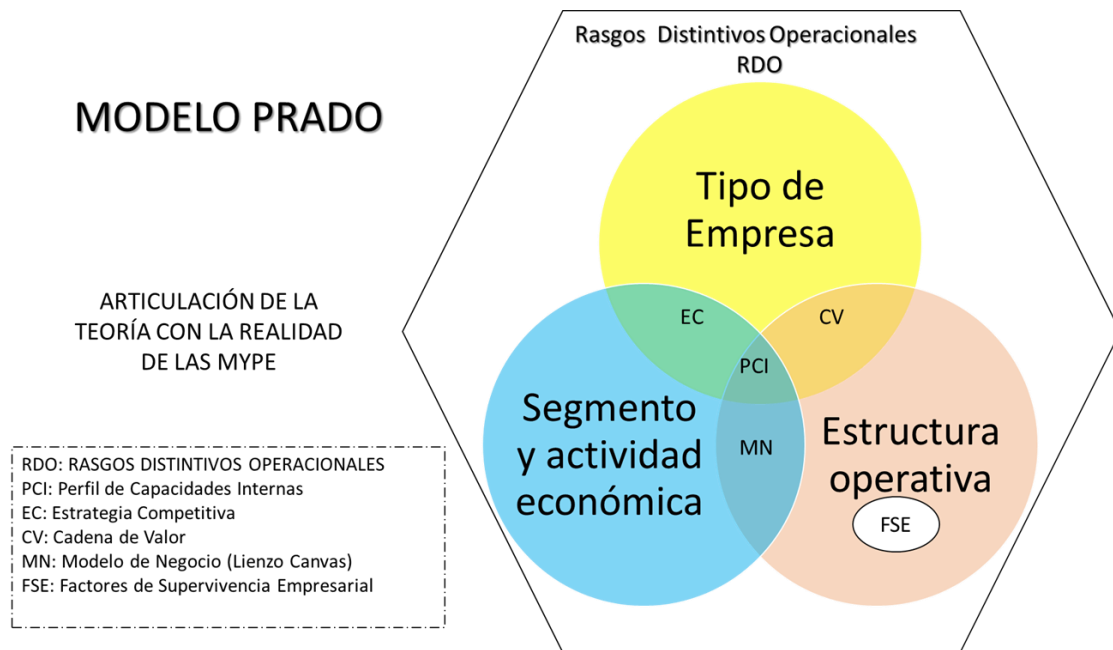 Rasgos Distintivos Operacionales
RDO
MODELO PRADO
Tipo de
Empresa
ARTICULACIÓN DE LA
TEORÍA CON LA REALIDAD
DE LAS MYPE
EC
CV
PCI
Segmento
y actividad
económica
MN
Estructura
operativa
FSE
RDO: RASGOS DISTINTIVOS OPERACIONALES
PCI: Perfil de Capacidades Internas
EC: Estrategia Competitiva
CV: Cadena de Valor
MN: Modelo de Negocio (Lienzo Canvas)
FSE: Factores de Supervivencia Empresarial